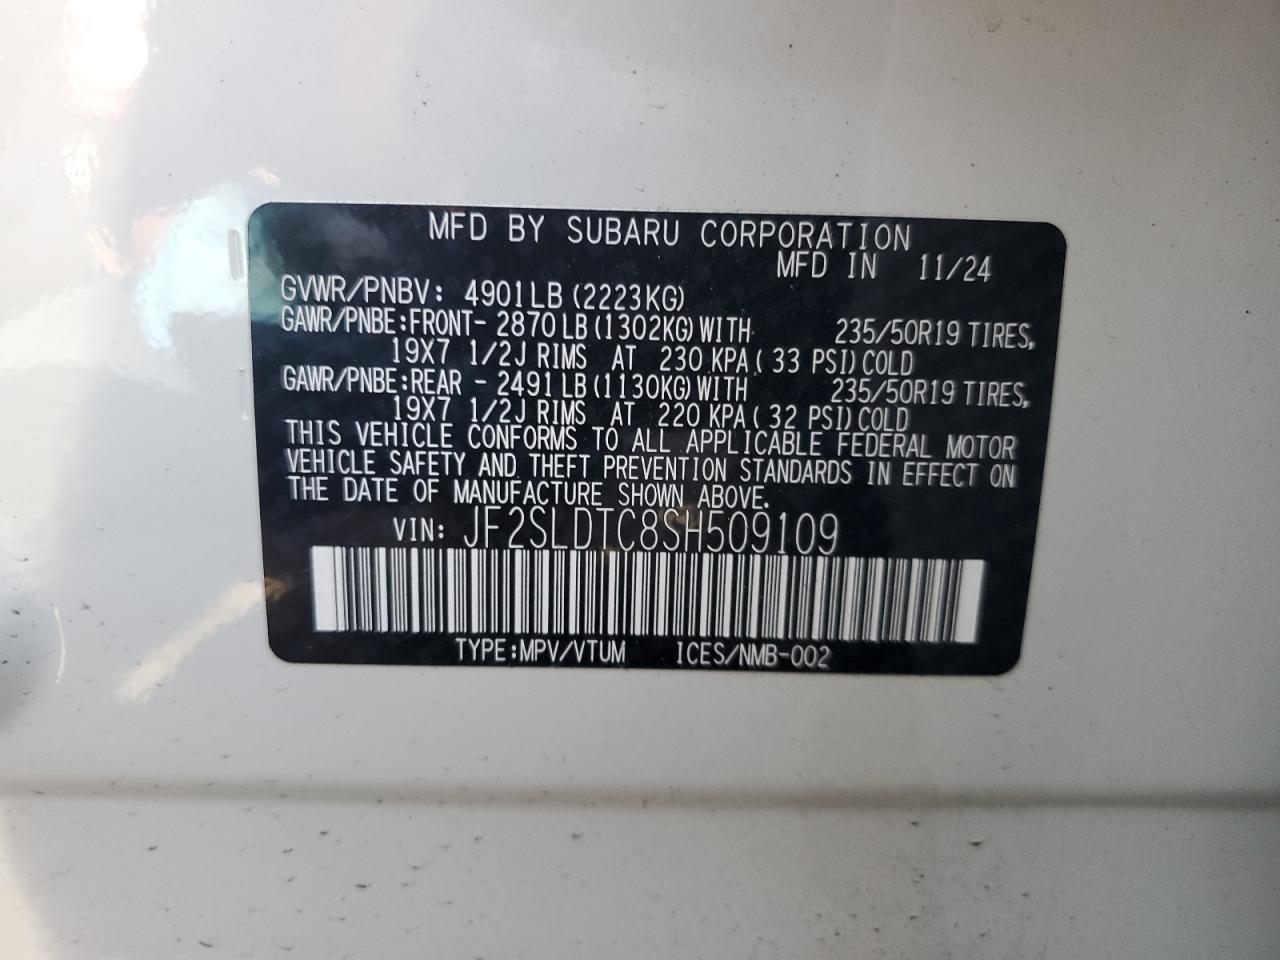 MFD BY SUBARU CORPORATION
MFD IN 11/24
GVWR/PNBV: 4901LB(2223KG)
GAWR/PNBE:FRONT- 2870LB(1302KG)WITH 235/50R19 TIRES,
19X7 1/2J RIMS AT 230 KPA( 33 PSI)COLD
GAWR/PNBE:REAR - 2491LB(1130KG)WITH 235/50R19 TIRES,
19X7 1/2J RIMS AT 220 KPA( 32 PSI)COLD
THIS VEHICLE CONFORMS TO ALL APPLICABLE FEDERAL MOTOR
VEHICLE SAFETY AND THEFT PREVENTION STANDARDS IN EFFECT ON
THE DATE OF MANUFACTURE SHOWN ABOVE.
VIN: JF2SLDTC8SH509109
TYPE:MPV/VTUM ICES/NMB-002